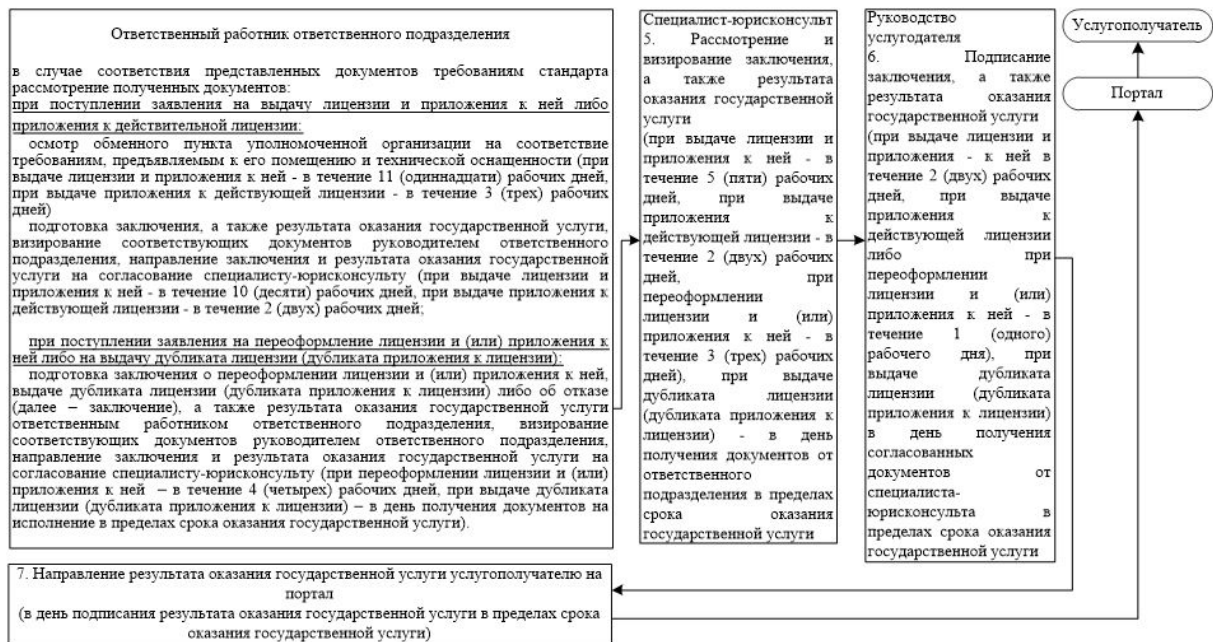 Ответственный работник ответственного подразделения
в случае соответствия представленных документов требованиям стандарта
рассмотрение полученных документов:
при поступлении заявления на выдачу лицензии и приложения к ней либо
приложения к действительной лицензии:
осмотр обменного пункта уполномоченной организации на соответствие
требованиям, предъявляемым к его помещению и технической оснащенности (при
выдаче лицензии и приложения к ней - в течение 11 (одиннадцати) рабочих дней,
при выдаче приложения к действующей лицензии - в течение 3 (трех) рабочих
дней)
подготовка заключения, а также результата оказания государственной услуги,
визирование соответствующих документов руководителем ответственного
подразделения, направление заключения и результата оказания государственной
услуги на согласование специалисту-юрисконсульту (при выдаче лицензии и
приложения к ней - в течение 10 (десяти) рабочих дней, при выдаче приложения к
действующей лицензии - в течение 2 (двух) рабочих дней;
при поступлении заявления на переоформление лицензии и (или) приложения к
ней либо на выдачу дубликата лицензии (дубликата приложения к лицензии):
подготовка заключения о переоформлении лицензии и (или) приложения к ней,
выдаче дубликата лицензии (дубликата приложения к лицензии) либо об отказе
(далее – заключение), а также результата оказания государственной услуги
ответственным работником ответственного подразделения, визирование
соответствующих документов руководителем ответственного подразделения,
направление заключения и результата оказания государственной услуги на
согласование специалисту-юрисконсульту (при переоформлении лицензии и (или)
приложения к ней – в течение 4 (четырех) рабочих дней, при выдаче дубликата
лицензии (дубликата приложения к лицензии) – в день получения документов на
исполнение в пределах срока оказания государственной услуги).
Специалист-юрисконсульт
5. Рассмотрение и
визирование заключения,
а также результата
оказания государственной
услуги
(при выдаче лицензии и
приложения к ней - в
течение 5 (пяти) рабочих
дней, при выдаче
приложения к
действующей лицензии - в
течение 2 (двух) рабочих
дней, при
переоформлении
лицензии и (или)
приложения к ней - в
течение 3 (трех) рабочих
дней), при выдаче
дубликата лицензии
(дубликата приложения к
лицензии) - в день
получения документов от
ответственного
подразделения в пределах
срока оказания
государственной услуги
Руководство
услугодателя
6. Подписание
заключения, а также
результата оказания
государственной услуги
(при выдаче лицензии и
приложения - к ней в
течение 2 (двух) рабочих
дней, при выдаче
приложения к
действующей лицензии
либо при
переоформлении
лицензии и (или)
приложения к ней - в
течение 1 (одного)
рабочего дня), при
выдаче дубликата
лицензии (дубликата
приложения к лицензии)
в день получения
согласованных
документов от
специалиста-
юрисконсульта в
пределах срока оказания
государственной услуги
Услугополучатель
Портал
7. Направление результата оказания государственной услуги услугополучателю на
портал
(в день подписания результата оказания государственной услуги в пределах срока
оказания государственной услуги)